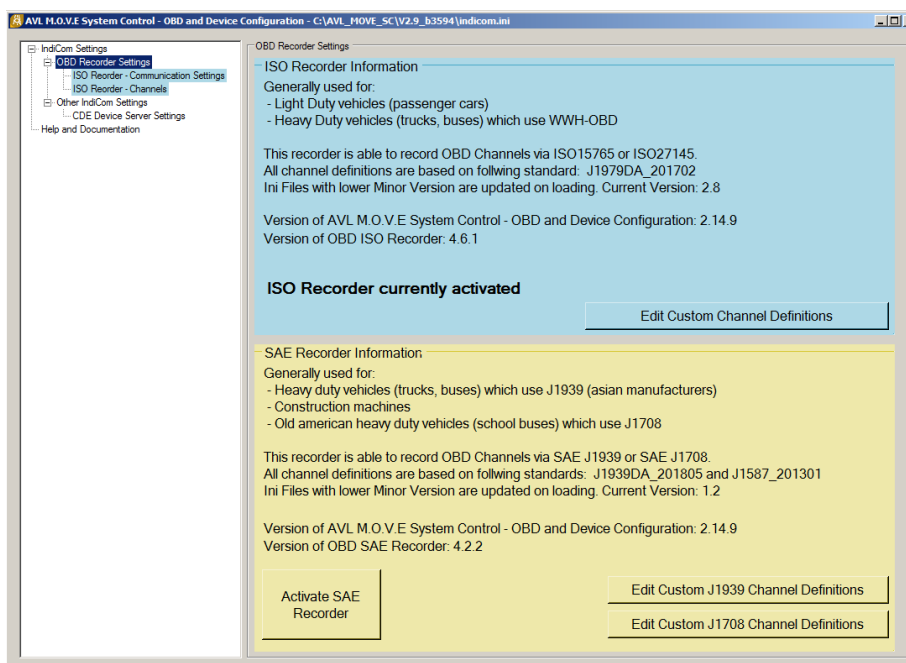 AVL M.O.V.E System Control - OBD and Device Configuration - C:\AVL_MOVE_SC\V2.9_b3594\indicom.ini
IndiCom Settings
OBD Recorder Settings
ISO Reorder - Communication Settings
ISO Reorder - Channels
Other IndiCom Settings
CDE Device Server Settings
Help and Documentation
OBD Recorder Settings
ISO Recorder Information
Generally used for:
- Light Duty vehicles (passenger cars)
- Heavy Duty vehicles (trucks, buses) which use WWH-OBD
This recorder is able to record OBD Channels via ISO15765 or ISO27145.
All channel definitions are based on follwing standard: J1979DA_201702
Ini Files with lower Minor Version are updated on loading. Current Version: 2.8
Version of AVL M.O.V.E System Control - OBD and Device Configuration: 2.14.9
Version of OBD ISO Recorder: 4.6.1
ISO Recorder currently activated
Edit Custom Channel Definitions
SAE Recorder Information
Generally used for:
- Heavy duty vehicles (trucks, buses) which use J1939 (asian manufacturers)
- Construction machines
- Old american heavy duty vehicles (school buses) which use J1708
This recorder is able to record OBD Channels via SAE J1939 or SAE J1708.
All channel definitions are based on follwing standards: J1939DA_201805 and J1587_201301
Ini Files with lower Minor Version are updated on loading. Current Version: 1.2
Version of AVL M.O.V.E System Control - OBD and Device Configuration: 2.14.9
Version of OBD SAE Recorder: 4.2.2
Activate SAE
Recorder
Edit Custom J1939 Channel Definitions
Edit Custom J1708 Channel Definitions